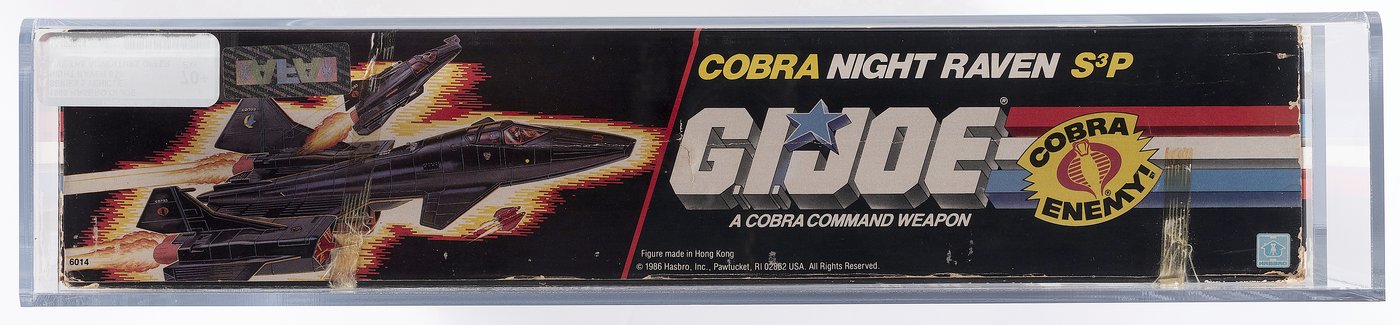 AFA
COBRA NIGHT RAVEN S³P
G.I. JOE
®
A COBRA COMMAND WEAPON
COBRA
ENEMY!
Figure made in Hong Kong
© 1986 Hasbro, Inc., Pawtucket, RI 02862 USA. All Rights Reserved.
6014
HASBRO